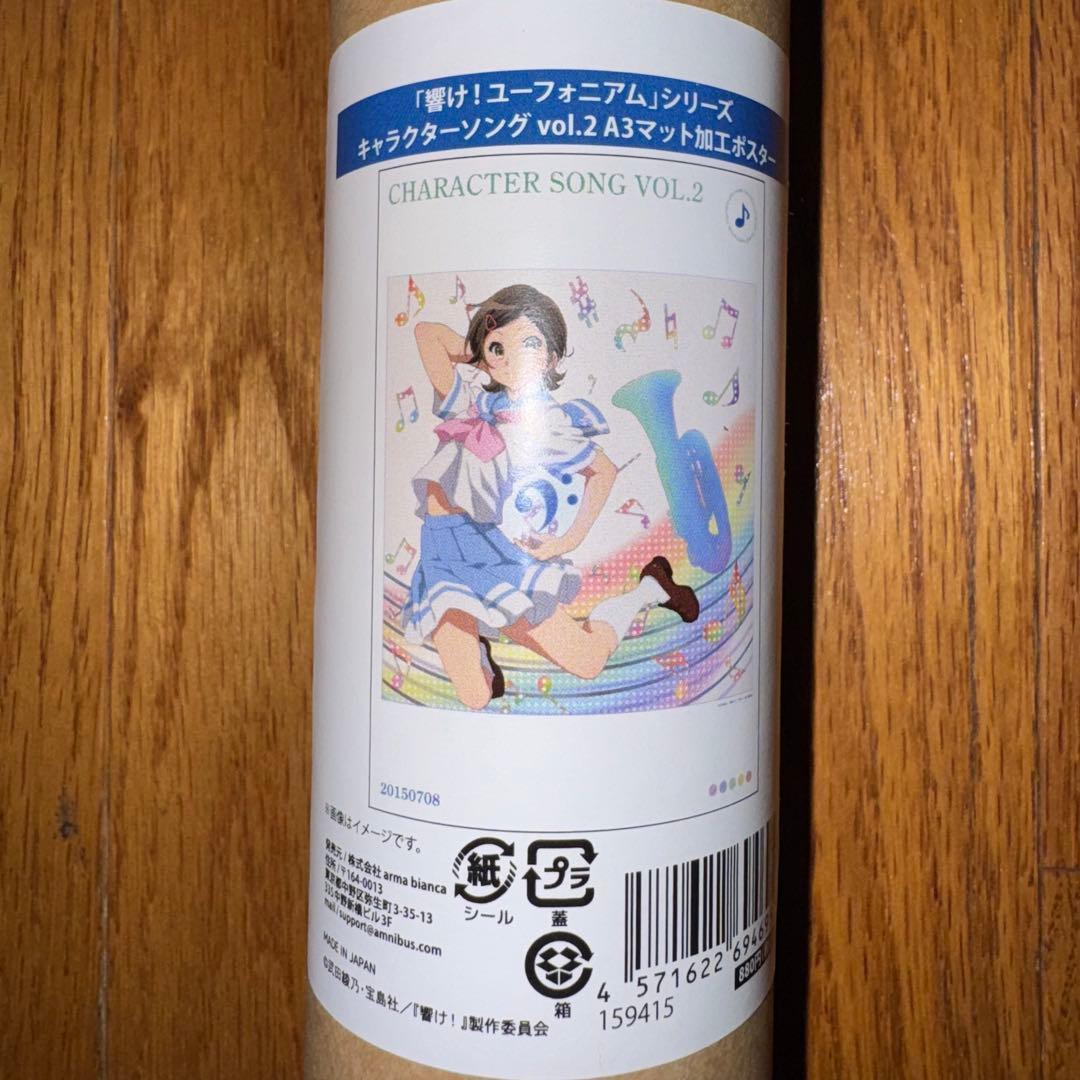 「響け！ユーフォニアム」シリーズ
キャラクターソング vol.2 A3マット加工ポスター
CHARACTER SONG VOL.2
20150708
※画像はイメージです。
発売元/株式会社 arma bianca
住所/〒164-0013
東京都中野区弥生町3-35-13
335中野新橋ビル3F
mail/support@amnibus.com
MADE IN JAPAN
©武田綾乃・宝島社／『響け！』製作委員会
紙
シール
プラ
蓋
箱
4 571622 69469
159415